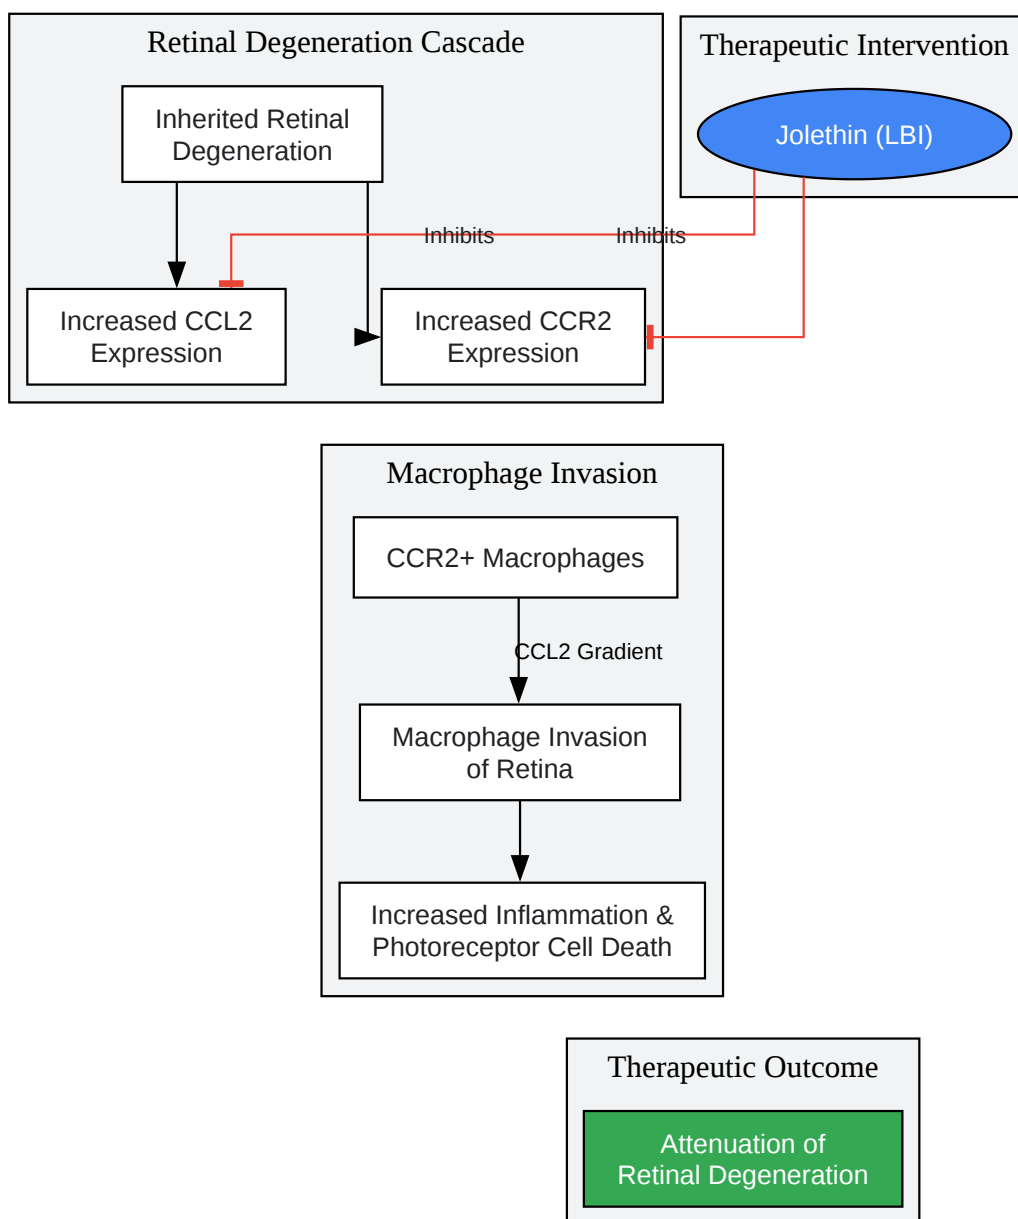 Retinal Degeneration Cascade
Therapeutic Intervention
Inherited Retinal
Degeneration
Jolethin (LBI)
Inhibits
Inhibits
Increased CCL2
Expression
Increased CCR2
Expression
Macrophage Invasion
CCR2+ Macrophages
CCL2 Gradient
Macrophage Invasion
of Retina
Increased Inflammation &
Photoreceptor Cell Death
Therapeutic Outcome
Attenuation of
Retinal Degeneration